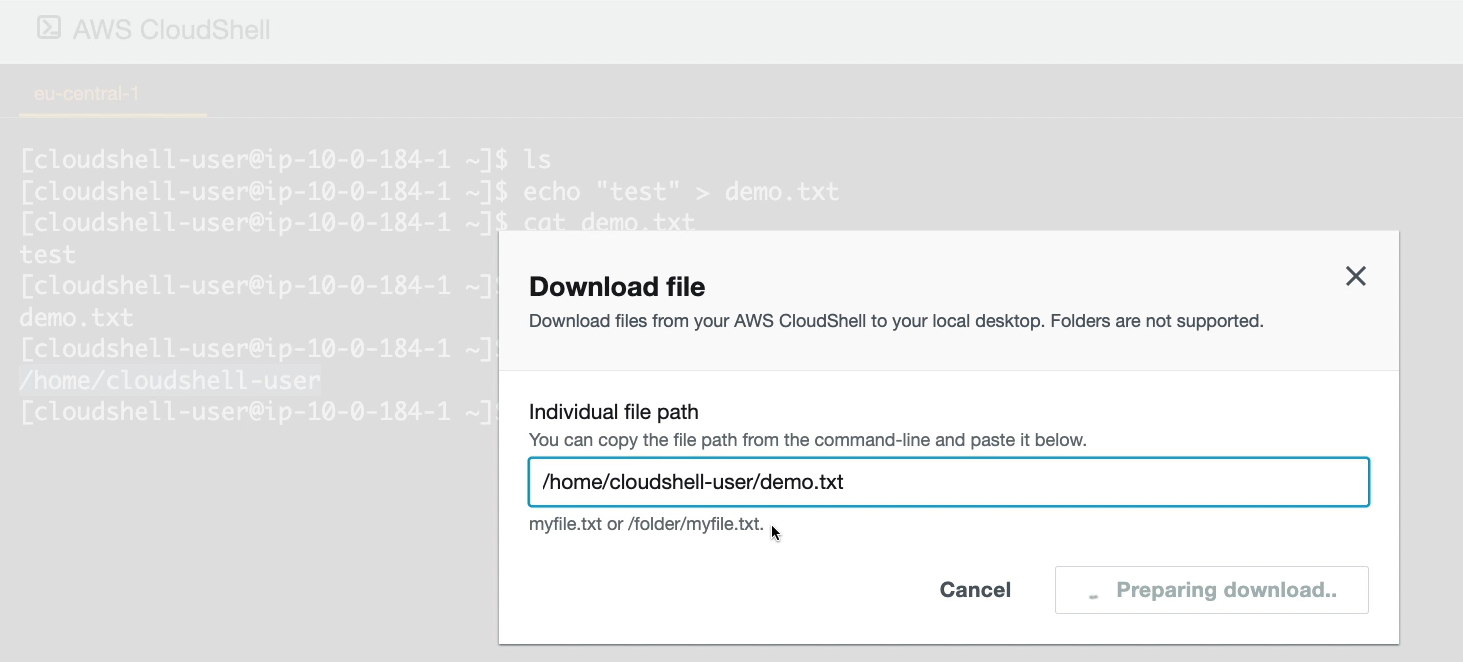 AWS CloudShell
eu-central-1
[cloudshell-user@ip-10-0-184-1 ~]$ ls
[cloudshell-user@ip-10-0-184-1 ~]$ echo "test" > demo.txt
[cloudshell-user@ip-10-0-184-1 ~]$ cat demo.txt
test
[cloudshell-user@ip-10-0-184-1 ~]$
demo.txt
[cloudshell-user@ip-10-0-184-1 ~]$
/home/cloudshell-user
[cloudshell-user@ip-10-0-184-1 ~]$
Download file
Download files from your AWS CloudShell to your local desktop. Folders are not supported.
Individual file path
You can copy the file path from the command-line and paste it below.
/home/cloudshell-user/demo.txt
myfile.txt or /folder/myfile.txt.
Cancel
Preparing download..